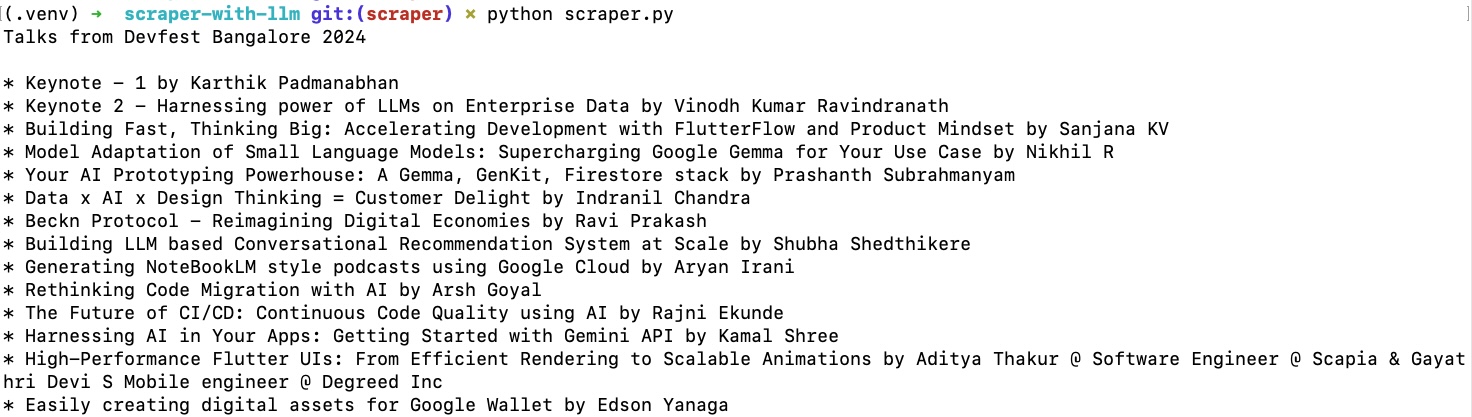 (.venv) → scraper-with-llm git:(scraper) × python scraper.py
Talks from Devfest Bangalore 2024
* Keynote – 1 by Karthik Padmanabhan
* Keynote 2 – Harnessing power of LLMs on Enterprise Data by Vinodh Kumar Ravindranath
* Building Fast, Thinking Big: Accelerating Development with FlutterFlow and Product Mindset by Sanjana KV
* Model Adaptation of Small Language Models: Supercharging Google Gemma for Your Use Case by Nikhil R
* Your AI Prototyping Powerhouse: A Gemma, GenKit, Firestore stack by Prashanth Subrahmanyam
* Data x AI x Design Thinking = Customer Delight by Indranil Chandra
* Beckn Protocol – Reimagining Digital Economies by Ravi Prakash
* Building LLM based Conversational Recommendation System at Scale by Shubha Shedthikere
* Generating NoteBookLM style podcasts using Google Cloud by Aryan Irani
* Rethinking Code Migration with AI by Arsh Goyal
* The Future of CI/CD: Continuous Code Quality using AI by Rajni Ekunde
* Harnessing AI in Your Apps: Getting Started with Gemini API by Kamal Shree
* High-Performance Flutter UIs: From Efficient Rendering to Scalable Animations by Aditya Thakur @ Software Engineer @ Scapia & Gayat
hri Devi S Mobile engineer @ Degreed Inc
* Easily creating digital assets for Google Wallet by Edson Yanaga